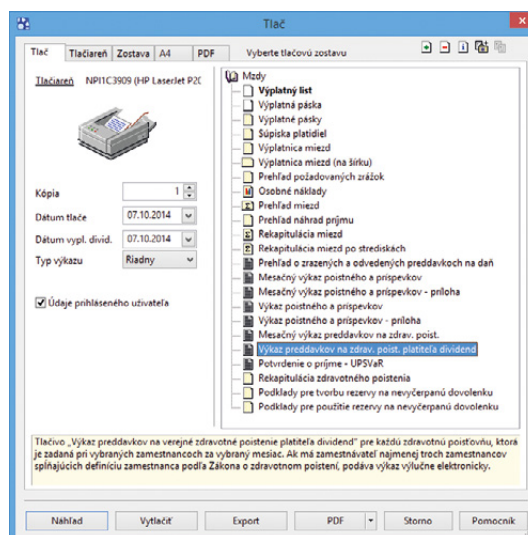 Tlač
Tlač Tlačiareň Zostava A4 PDF Vyberte tlačovú zostavu
Tlačiareň NPI1C3909 (HP LaserJet P2(
Kópia 1
Dátum tlače 07.10.2014
Dátum vypl. divid. 07.10.2014
Typ výkazu Riadny
Údaje prihláseného užívateľa
Mzdy
Výplatný list
Výplatná páska
Výplatné pásky
Súpiska platidiel
Výplatnica miezd
Výplatnica miezd (na šírku)
Prehľad požadovaných zrážok
Osobné náklady
Prehľad miezd
Prehľad náhrad príjmu
Rekapitulácia miezd
Rekapitulácia miezd po strediskách
Prehľad o zrazených a odvedených preddavkoch na daň
Mesačný výkaz poistného a príspevkov
Mesačný výkaz poistného a príspevkov - príloha
Výkaz poistného a príspevkov
Výkaz poistného a príspevkov - príloha
Mesačný výkaz preddavkov na zdrav. poist.
Výkaz preddavkov na zdrav. poist. platiteľa dividend
Potvrdenie o príjme - UPSVaR
Rekapitulácia zdravotného poistenia
Podklady pre tvorbu rezervy na nevyčerpanú dovolenku
Podklady pre použitie rezervy na nevyčerpanú dovolenku
Tlačivo „Výkaz preddavkov na verejné zdravotné poistenie platiteľa dividend" pre každú zdravotnú poisťovňu, ktorá
je zadaná pri vybraných zamestnancoch za vybraný mesiac. Ak má zamestnávateľ najmenej troch zamestnancov
spĺňajúcich definíciu zamestnanca podľa Zákona o zdravotnom poistení, podáva výkaz výlučne elektronicky.
Náhľad Vytlačiť Export PDF Storno Pomocník